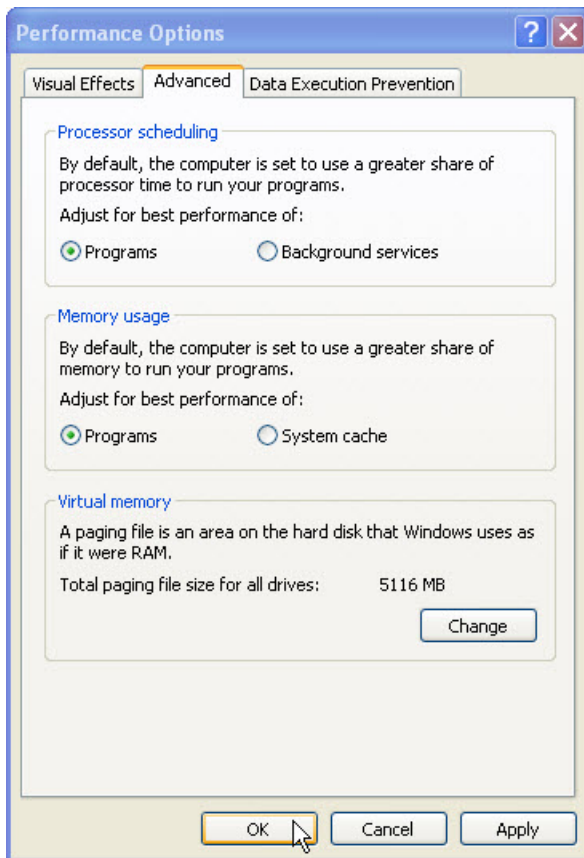 Performance Options
Visual Effects Advanced Data Execution Prevention
Processor scheduling
By default, the computer is set to use a greater share of
processor time to run your programs.
Adjust for best performance of:
Programs Background services
Memory usage
By default, the computer is set to use a greater share of
memory to run your programs.
Adjust for best performance of:
Programs System cache
Virtual memory
A paging file is an area on the hard disk that Windows uses as
if it were RAM.
Total paging file size for all drives: 5116 MB
Change
OK Cancel Apply